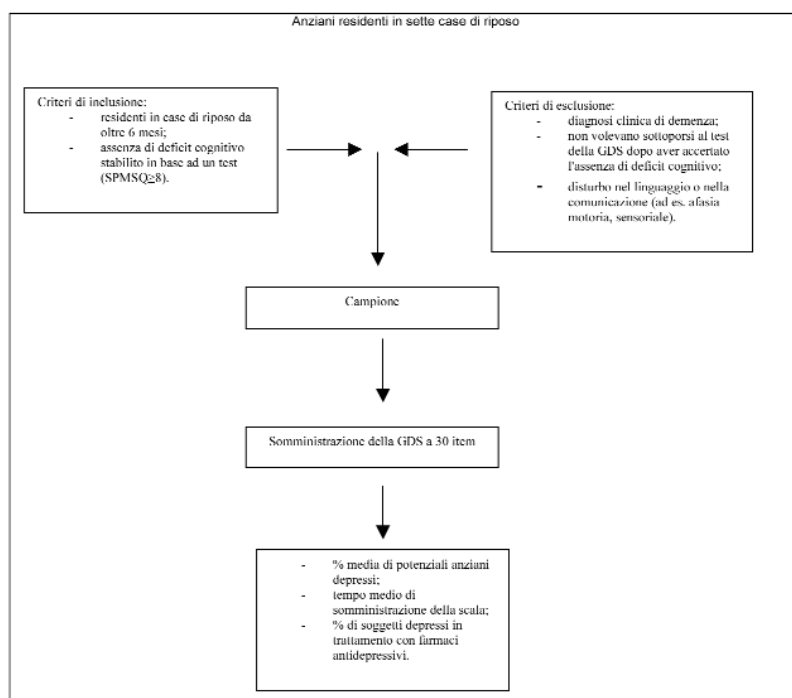 Anziani residenti in sette case di riposo
Criteri di inclusione:
- residenti in case di riposo da
oltre 6 mesi;
- assenza di deficit cognitivo
stabilito in base ad un test
(SPMSQ≥8).
Criteri di esclusione:
- diagnosi clinica di demenza;
- non volevano sottoporsi al test
della GDS dopo aver accertato
l'assenza di deficit cognitivo;
- disturbo nel linguaggio o nella
comunicazione (ad es. afasia
motoria, sensoriale).
Campione
Somministrazione della GDS a 30 item
- % media di potenziali anziani
depressi;
- tempo medio di
somministrazione della scala;
- % di soggetti depressi in
trattamento con farmaci
antidepressivi.